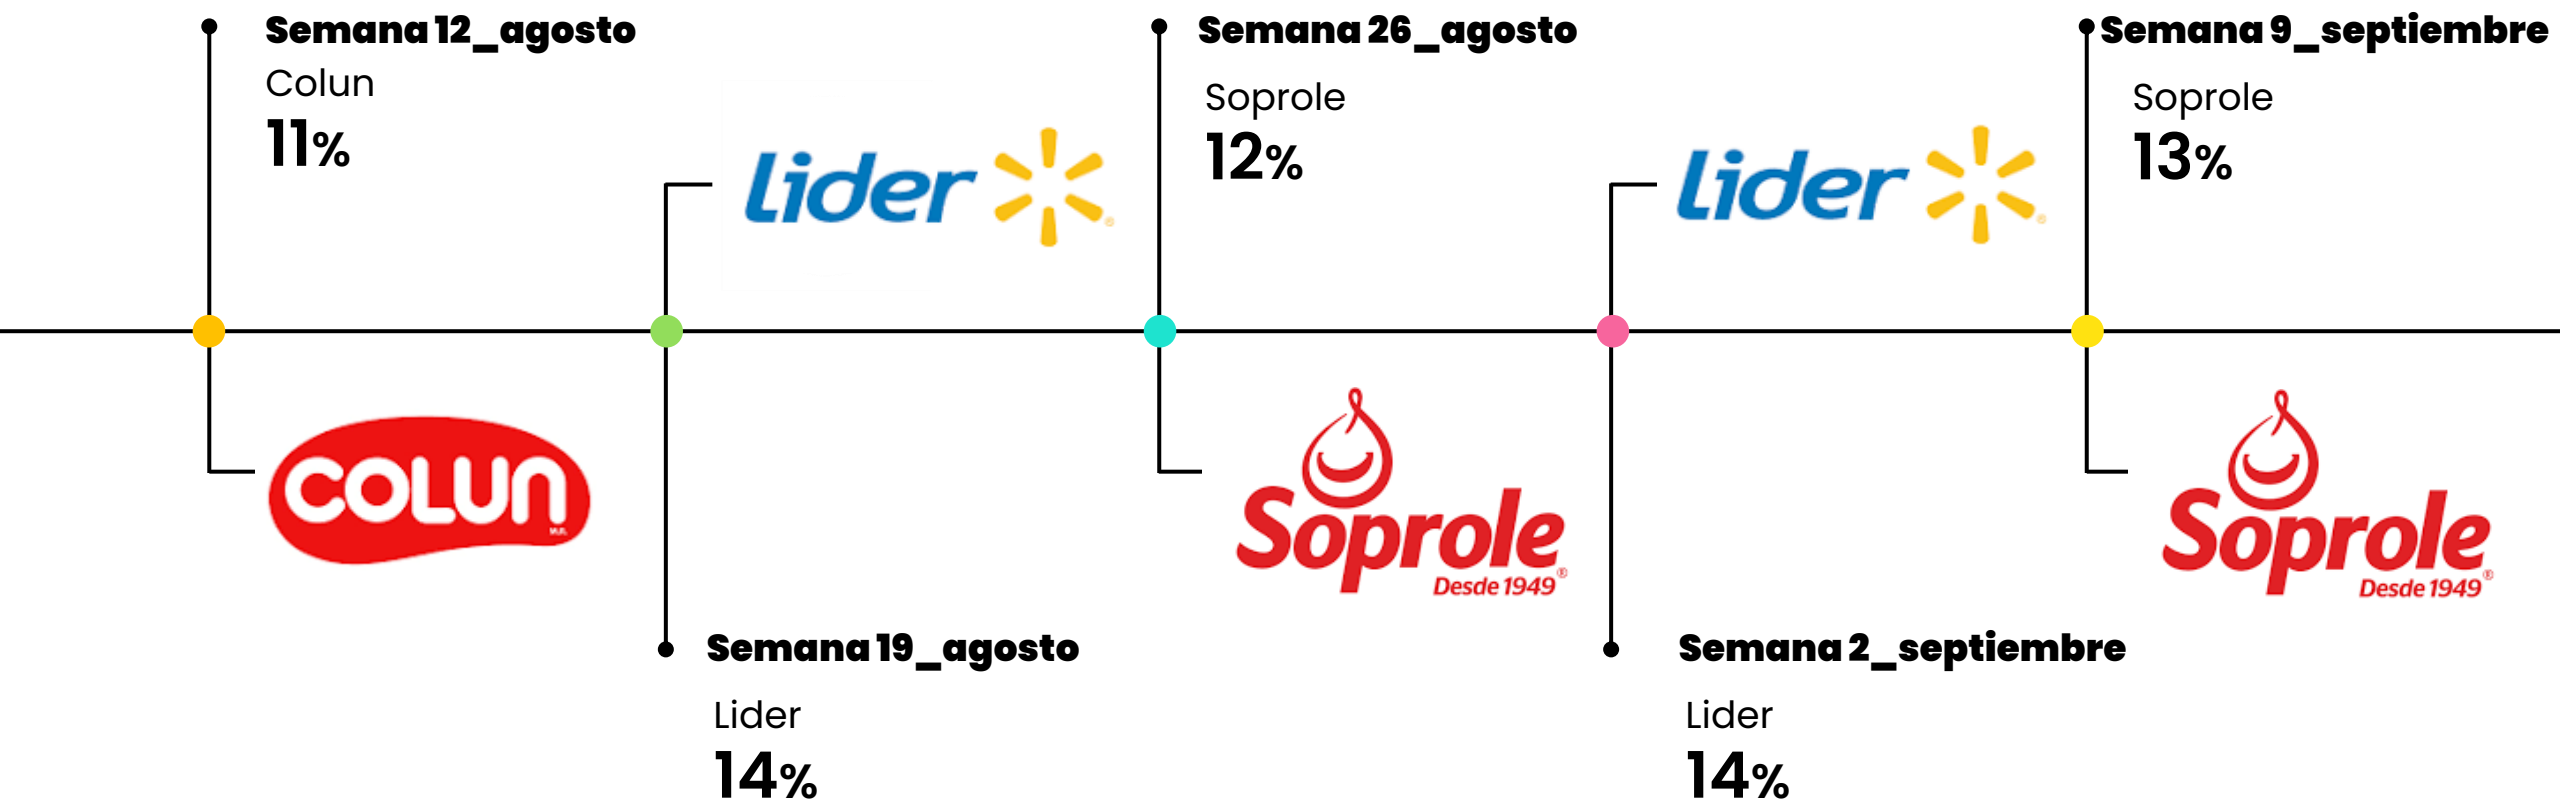 Semana 12_agosto
Colun
11%
COLUN
M.R.
lider
Semana 19_agosto
Lider
14%
Semana 26_agosto
Soprole
12%
Soprole®
Desde 1949
lider
Semana 2_septiembre
Lider
14%
Semana 9_septiembre
Soprole
13%
Soprole®
Desde 1949